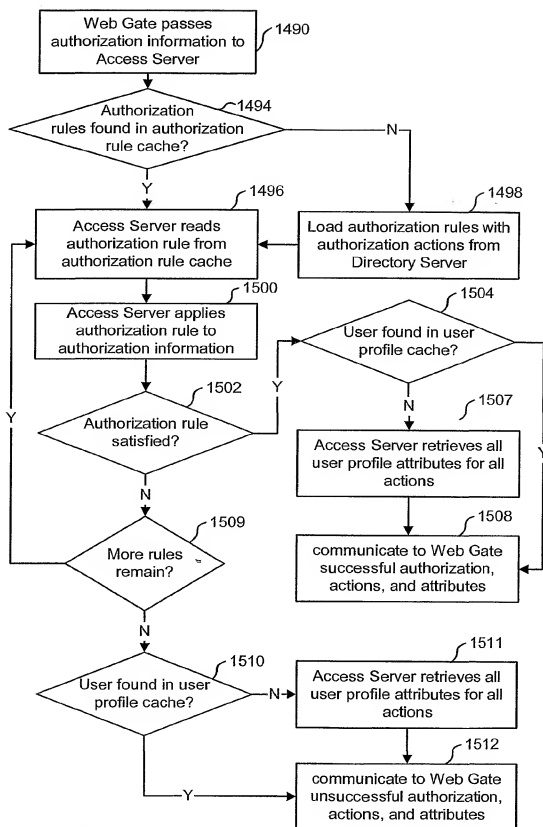 Web Gate passes
authorization information to
Access Server
1490
1494
Authorization
rules found in authorization
rule cache?
N
Y
1496
1498
Access Server reads
authorization rule from
authorization rule cache
Load authorization rules with
authorization actions from
Directory Server
1500
1504
Access Server applies
authorization rule to
authorization information
User found in user
profile cache?
1502
Y
Y
Authorization rule
satisfied?
N
1507
Y
Access Server retrieves all
user profile attributes for all
actions
N
1509
1508
More rules
remain?
communicate to Web Gate
successful authorization,
actions, and attributes
N
1510
1511
User found in user
profile cache?
N
Access Server retrieves all
user profile attributes for all
actions
1512
Y
communicate to Web Gate
unsuccessful authorization,
actions, and attributes